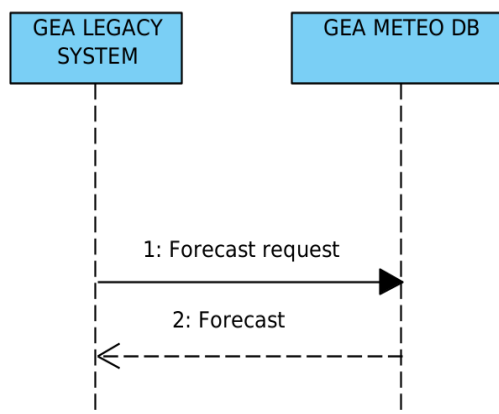 GEA LEGACY
SYSTEM
GEA METEO DB
1: Forecast request
2: Forecast